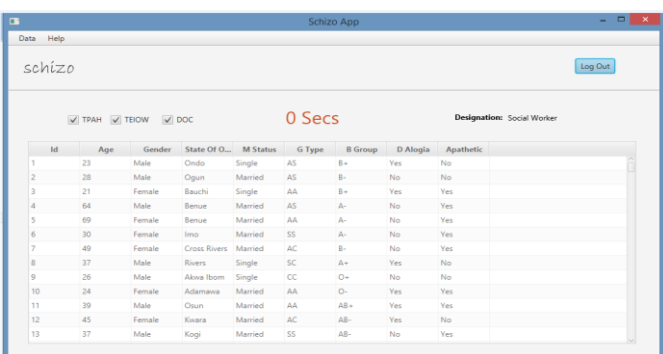 Schizo App
Data Help
schizo
Log Out
TPAH TEIOW DOC 0 Secs Designation: Social Worker
Id Age Gender State Of O... M Status G Type B Group D Alogia Apathetic
1 23 Male Ondo Single AS B+ Yes No
2 28 Male Ogun Married AS B- No No
3 21 Female Bauchi Single AA B+ Yes Yes
4 64 Male Benue Married AS A- No Yes
5 69 Female Benue Married AA A- No Yes
6 30 Female Imo Married SS A- No Yes
7 49 Female Cross Rivers Married AC B- No Yes
8 37 Male Rivers Single SC A+ Yes No
9 26 Male Akwa Ibom Single CC O+ No No
10 24 Female Adamawa Married AA O- Yes Yes
11 39 Male Osun Married AA AB+ Yes Yes
12 45 Female Kwara Married AC AB- Yes No
13 37 Male Kogi Married SS AB- No Yes